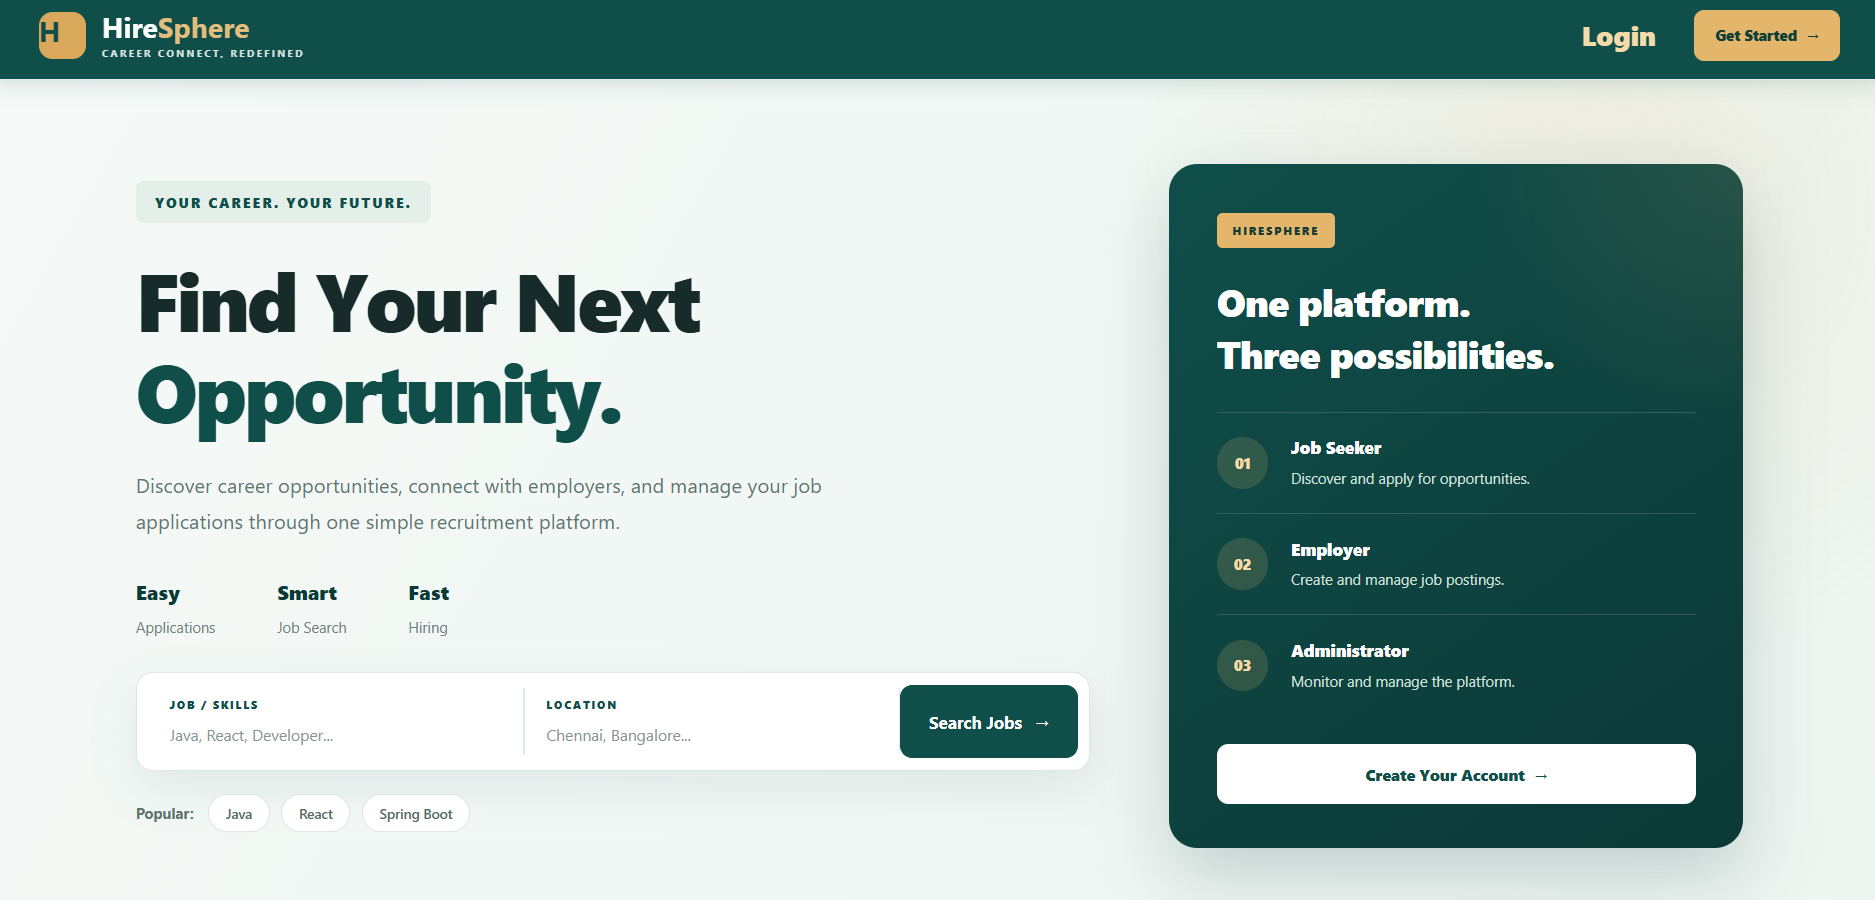 H
HireSphere
CAREER CONNECT, REDEFINED
Login
Get Started →
YOUR CAREER. YOUR FUTURE.
Find Your Next
Opportunity.
Discover career opportunities, connect with employers, and manage your job
applications through one simple recruitment platform.
Easy
Applications
Smart
Job Search
Fast
Hiring
JOB / SKILLS
Java, React, Developer...
LOCATION
Chennai, Bangalore...
Search Jobs →
Popular:
Java
React
Spring Boot
HIRESPHERE
One platform.
Three possibilities.
01
Job Seeker
Discover and apply for opportunities.
02
Employer
Create and manage job postings.
03
Administrator
Monitor and manage the platform.
Create Your Account →